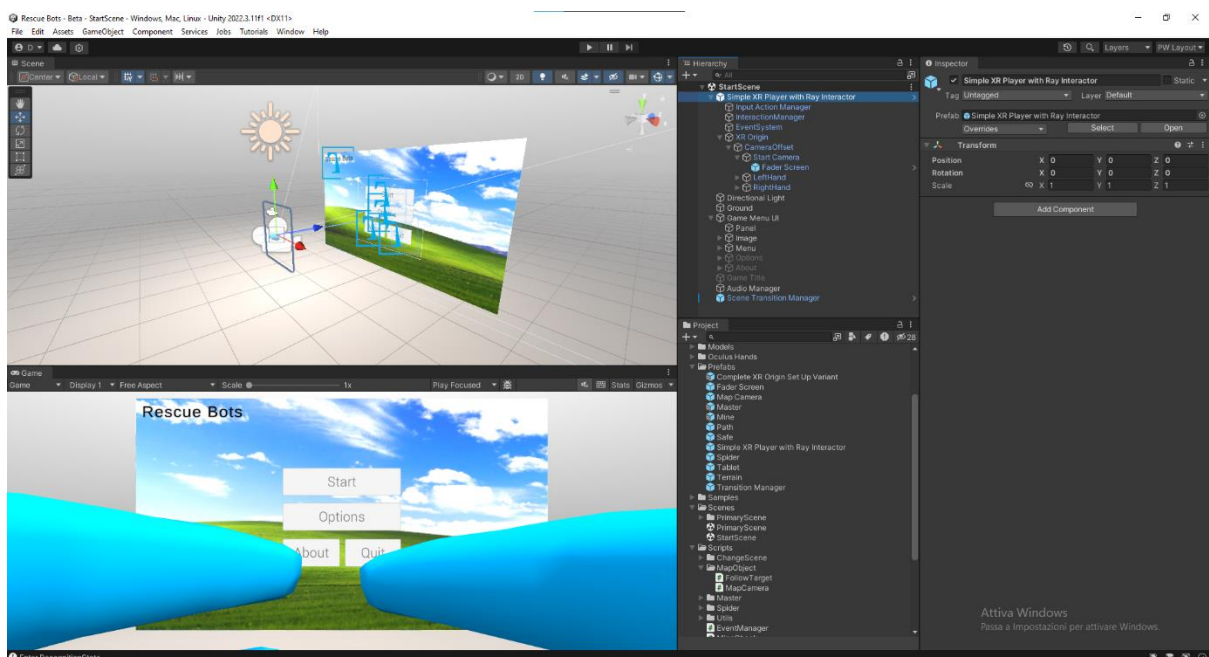 Rescue Bots - Beta - StartScene - Windows, Mac, Linux - Unity 2022.3.11f1 <DX11>
File Edit Assets GameObject Component Services Jobs Tutorials Window Help
D
Layers
PW Layout
Scene
Center
Local
2D
Rescue Bots
Game
Game
Display 1
Free Aspect
Scale
1x
Play Focused
Stats
Gizmos
Rescue Bots
Start
Options
About
Quit
Hierarchy
All
StartScene
Simple XR Player with Ray Interactor
Input Action Manager
InteractionManager
EventSystem
XR Origin
CameraOffset
Start Camera
Fader Screen
LeftHand
RightHand
Directional Light
Ground
Game Menu UI
Panel
Image
Menu
Options
About
Game Title
Audio Manager
Scene Transition Manager
Project
28
Models
Oculus Hands
Prefabs
Complete XR Origin Set Up Variant
Fader Screen
Map Camera
Master
Mine
Path
Safe
Simple XR Player with Ray Interactor
Spider
Tablet
Terrain
Transition Manager
Samples
Scenes
PrimaryScene
PrimaryScene
StartScene
Scripts
ChangeScene
MapObject
FollowTarget
MapCamera
Master
Spider
Utils
EventManager
Inspector
Simple XR Player with Ray Interactor
Static
Tag Untagged
Layer Default
Prefab Simple XR Player with Ray Interactor
Overrides
Select
Open
Transform
Position X 0 Y 0 Z 0
Rotation X 0 Y 0 Z 0
Scale X 1 Y 1 Z 1
Add Component
Attiva Windows
Passa a Impostazioni per attivare Windows.